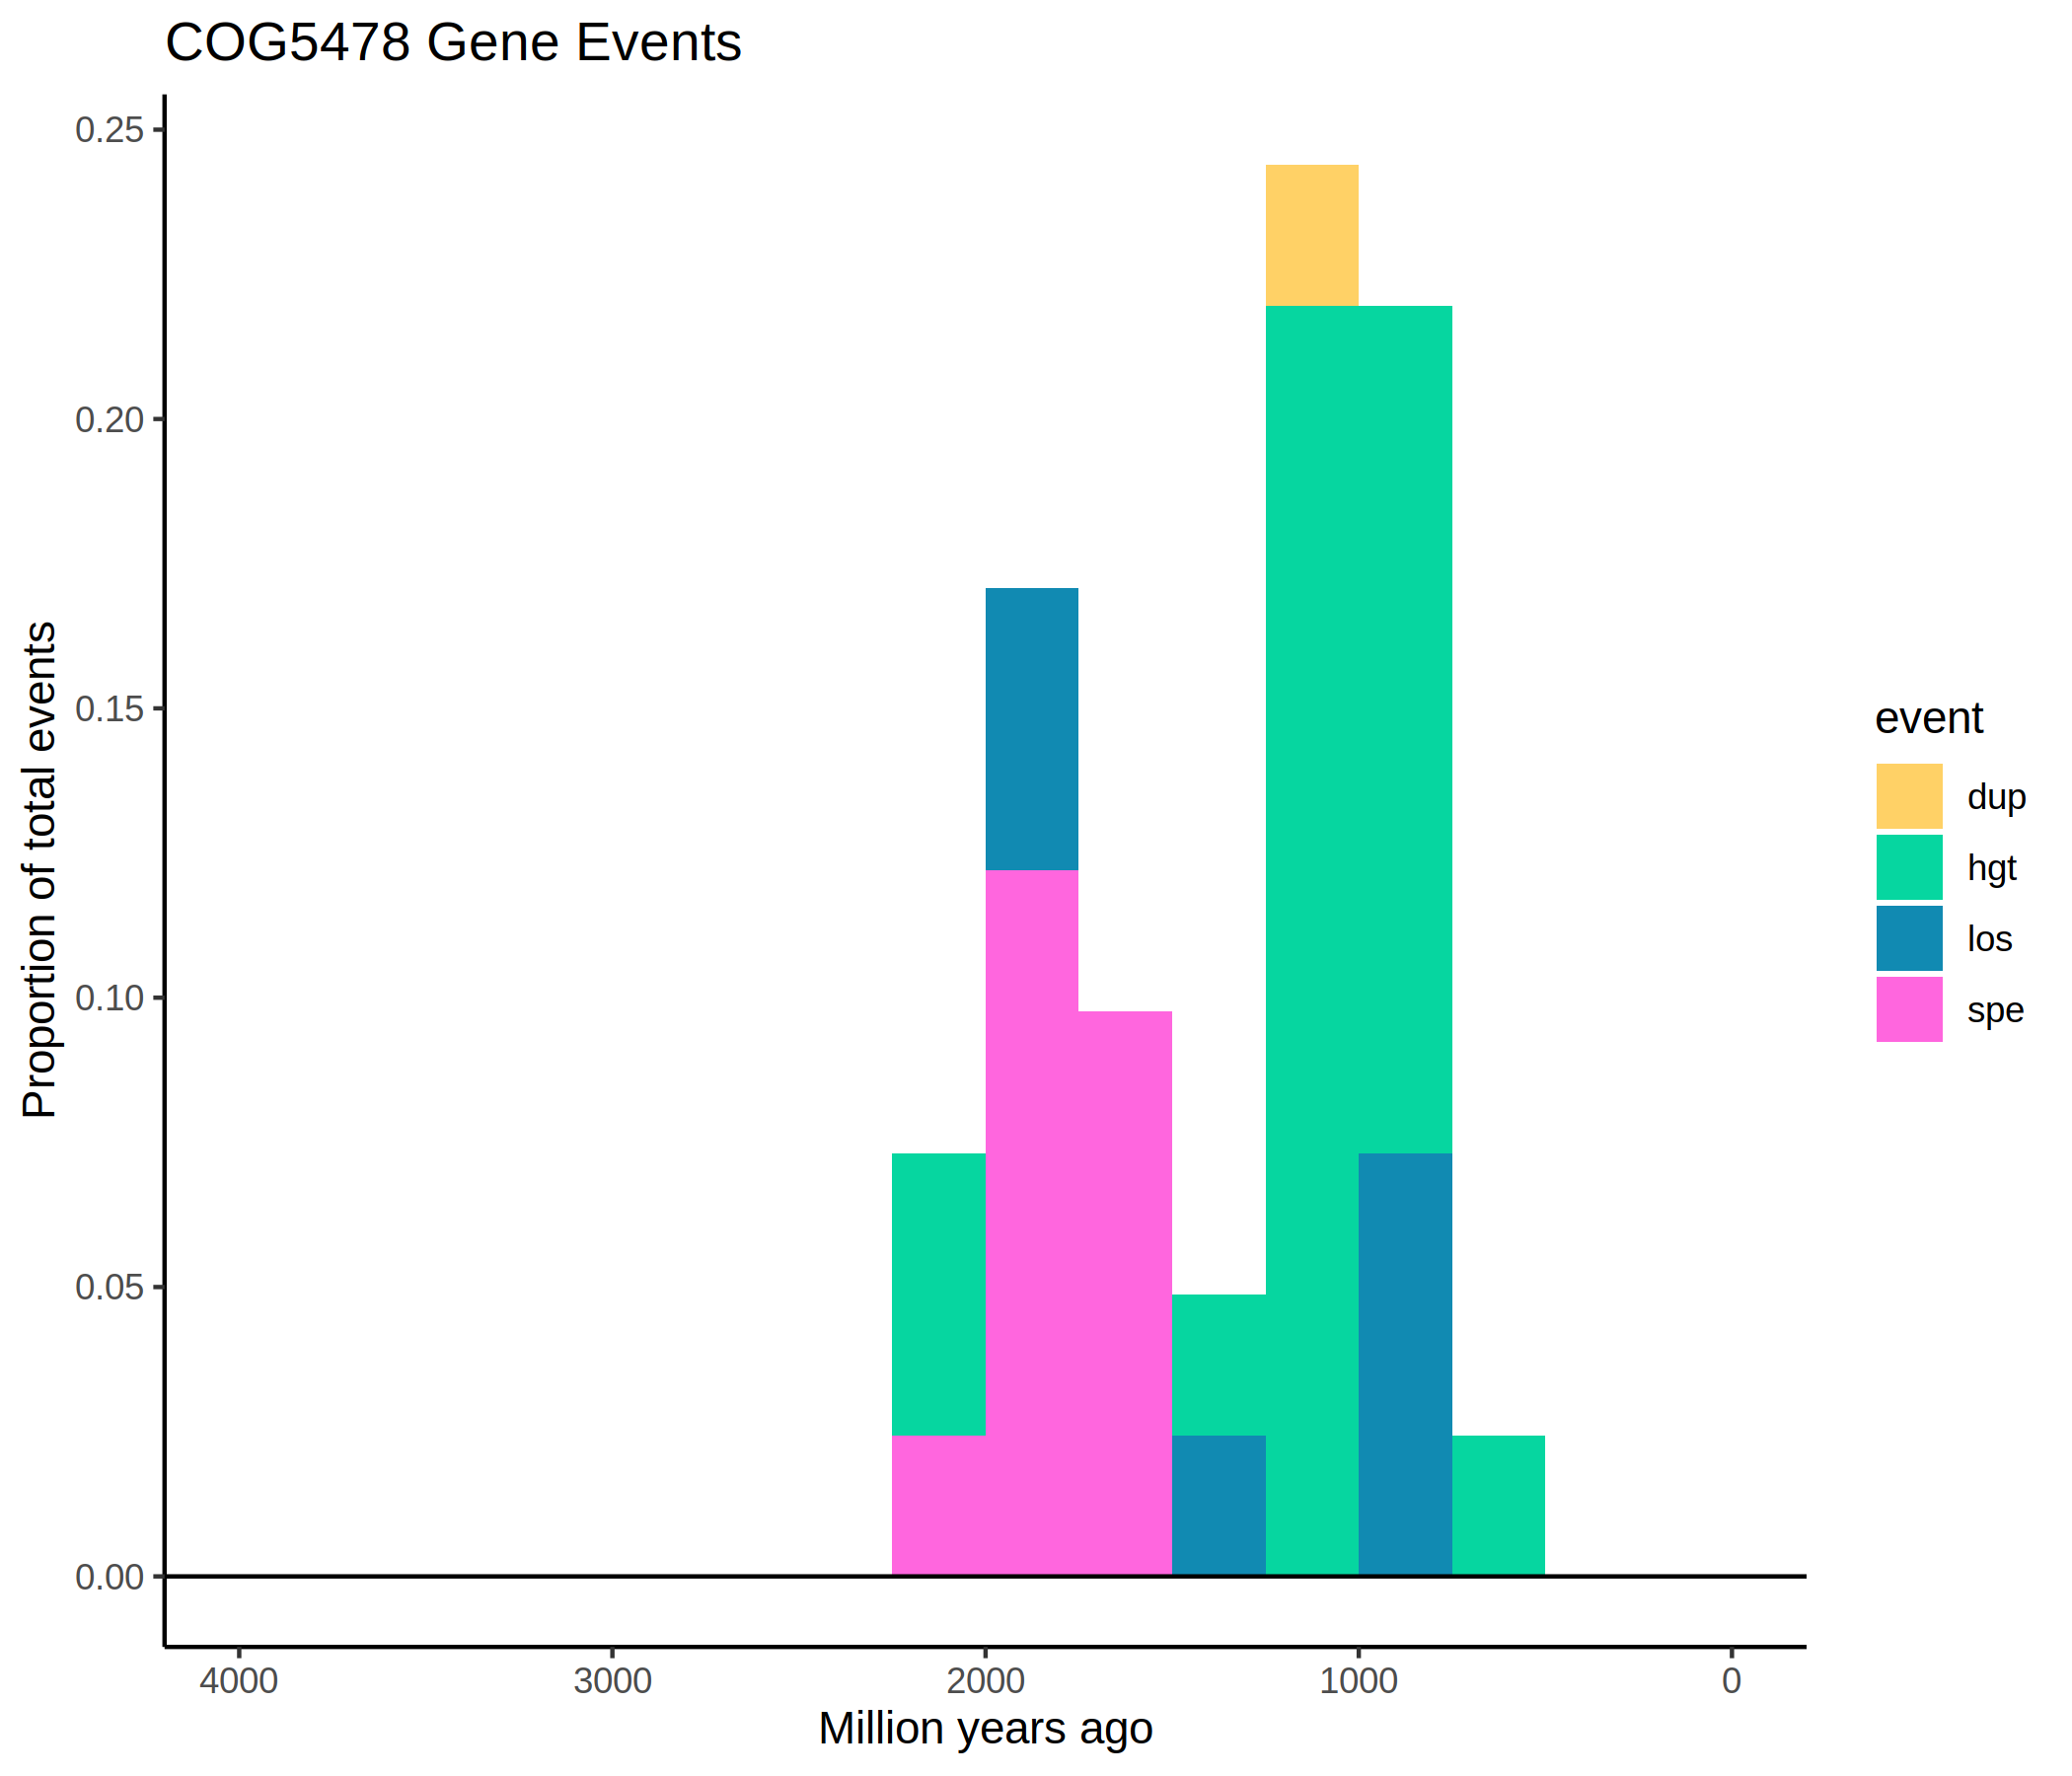 COG5478 Gene Events
0.25
0.20
0.15
0.10
0.05
0.00
Proportion of total events
4000 3000 2000 1000 0
Million years ago
event
dup
hgt
los
spe